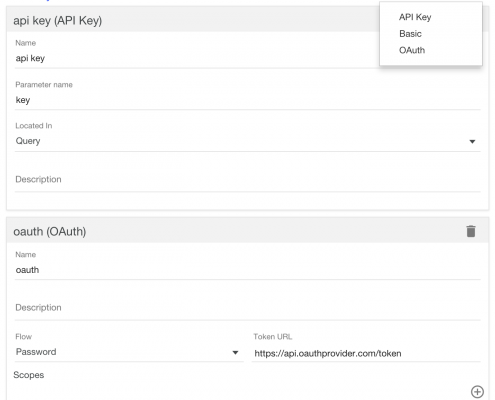 api key (API Key)
API Key
Basic
OAuth
Name
api key
Parameter name
key
Located In
Query
Description
oauth (OAuth)
Name
oauth
Description
Flow
Token URL
Password
https://api.oauthprovider.com/token
Scopes